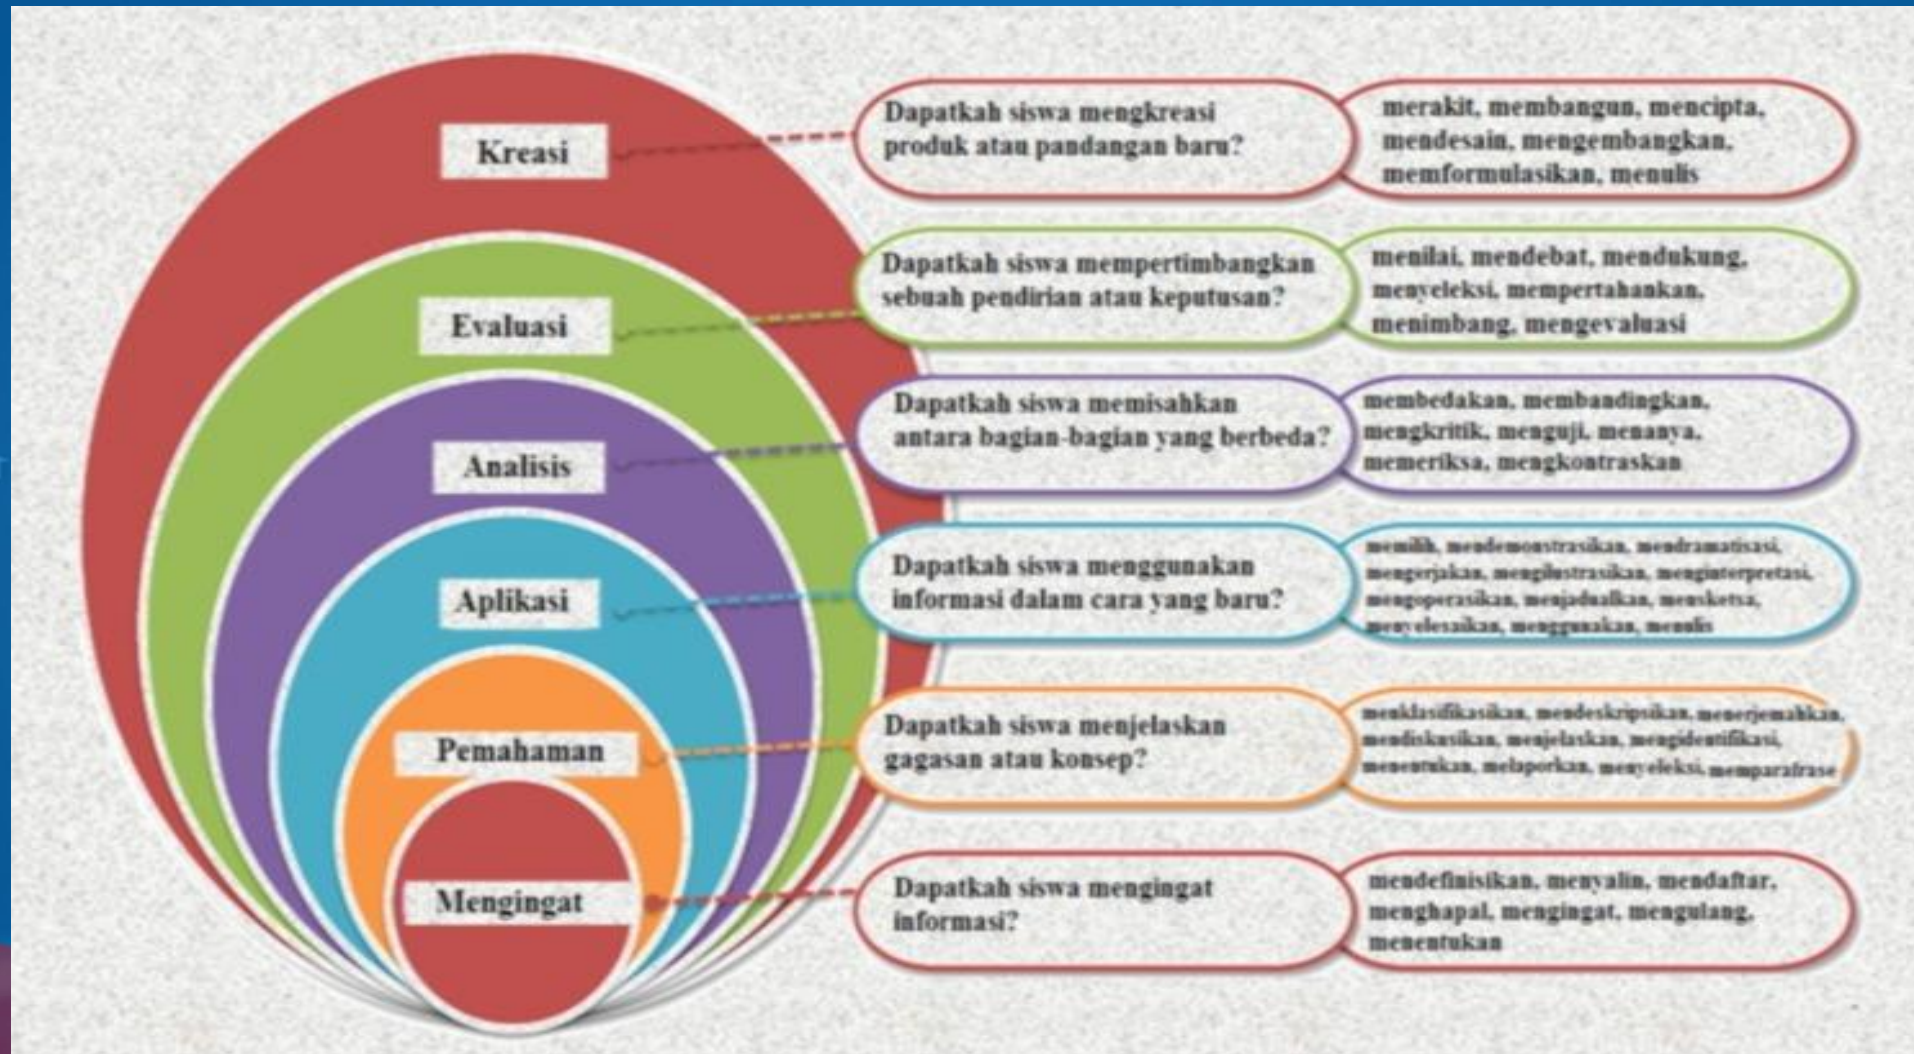 Kreasi
Dapatkah siswa mengkreasi
produk atau pandangan baru?
merakit, membangun, mencipta,
mendesain, mengembangkan,
memformulasikan, menulis
Evaluasi
Dapatkah siswa mempertimbangkan
sebuah pendirian atau keputusan?
menilai, mendebat, mendukung,
menyeleksi, mempertahankan,
menimbang, mengevaluasi
Analisis
Dapatkah siswa memisahkan
antara bagian-bagian yang berbeda?
membedakan, membandingkan,
mengkritik, menguji, menanya,
memeriksa, mengkontraskan
Aplikasi
Dapatkah siswa menggunakan
informasi dalam cara yang baru?
memilih, mendemonstrasikan, mendramatisasi,
mengerjakan, mengilustrasikan, menginterpretasi,
mengoperasikan, menjadualkan, mensketsa,
menyelesaikan, menggunakan, menulis
Pemahaman
Dapatkah siswa menjelaskan
gagasan atau konsep?
menklasifikasikan, mendeskripsikan, menerjemahkan,
mendiskusikan, menjelaskan, mengidentifikasi,
menentukan, melaporkan, menyeleksi, memparafrase
Mengingat
Dapatkah siswa mengingat
informasi?
mendefinisikan, menyalin, mendaftar,
menghapal, mengingat, mengulang,
menentukan